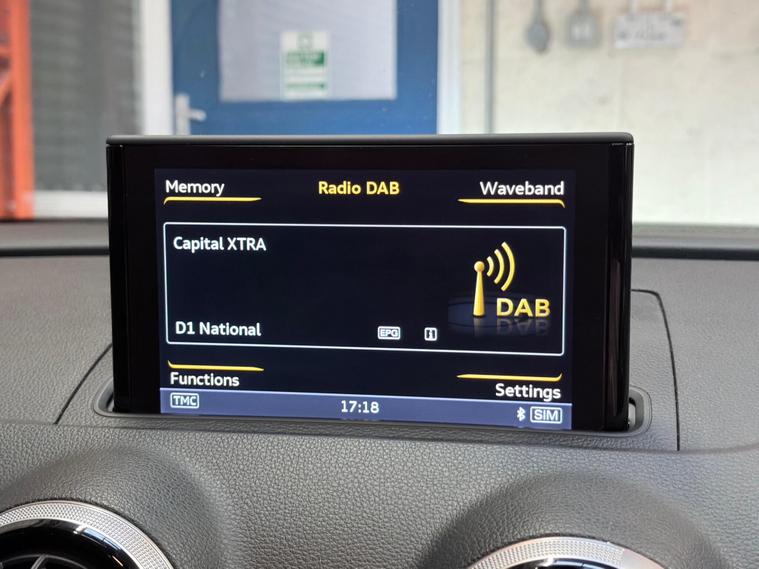 Memory Radio DAB Waveband
Capital XTRA
DAB
D1 National EPG i
Functions Settings
TMC 17:18 SIM